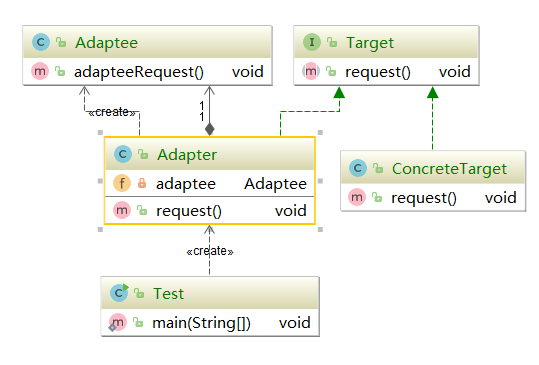 C Adaptee
m adapteeRequest() void
I Target
m request() void
«create»
1
1
C Adapter
f adaptee Adaptee
m request() void
C ConcreteTarget
m request() void
«create»
C Test
m main(String[]) void